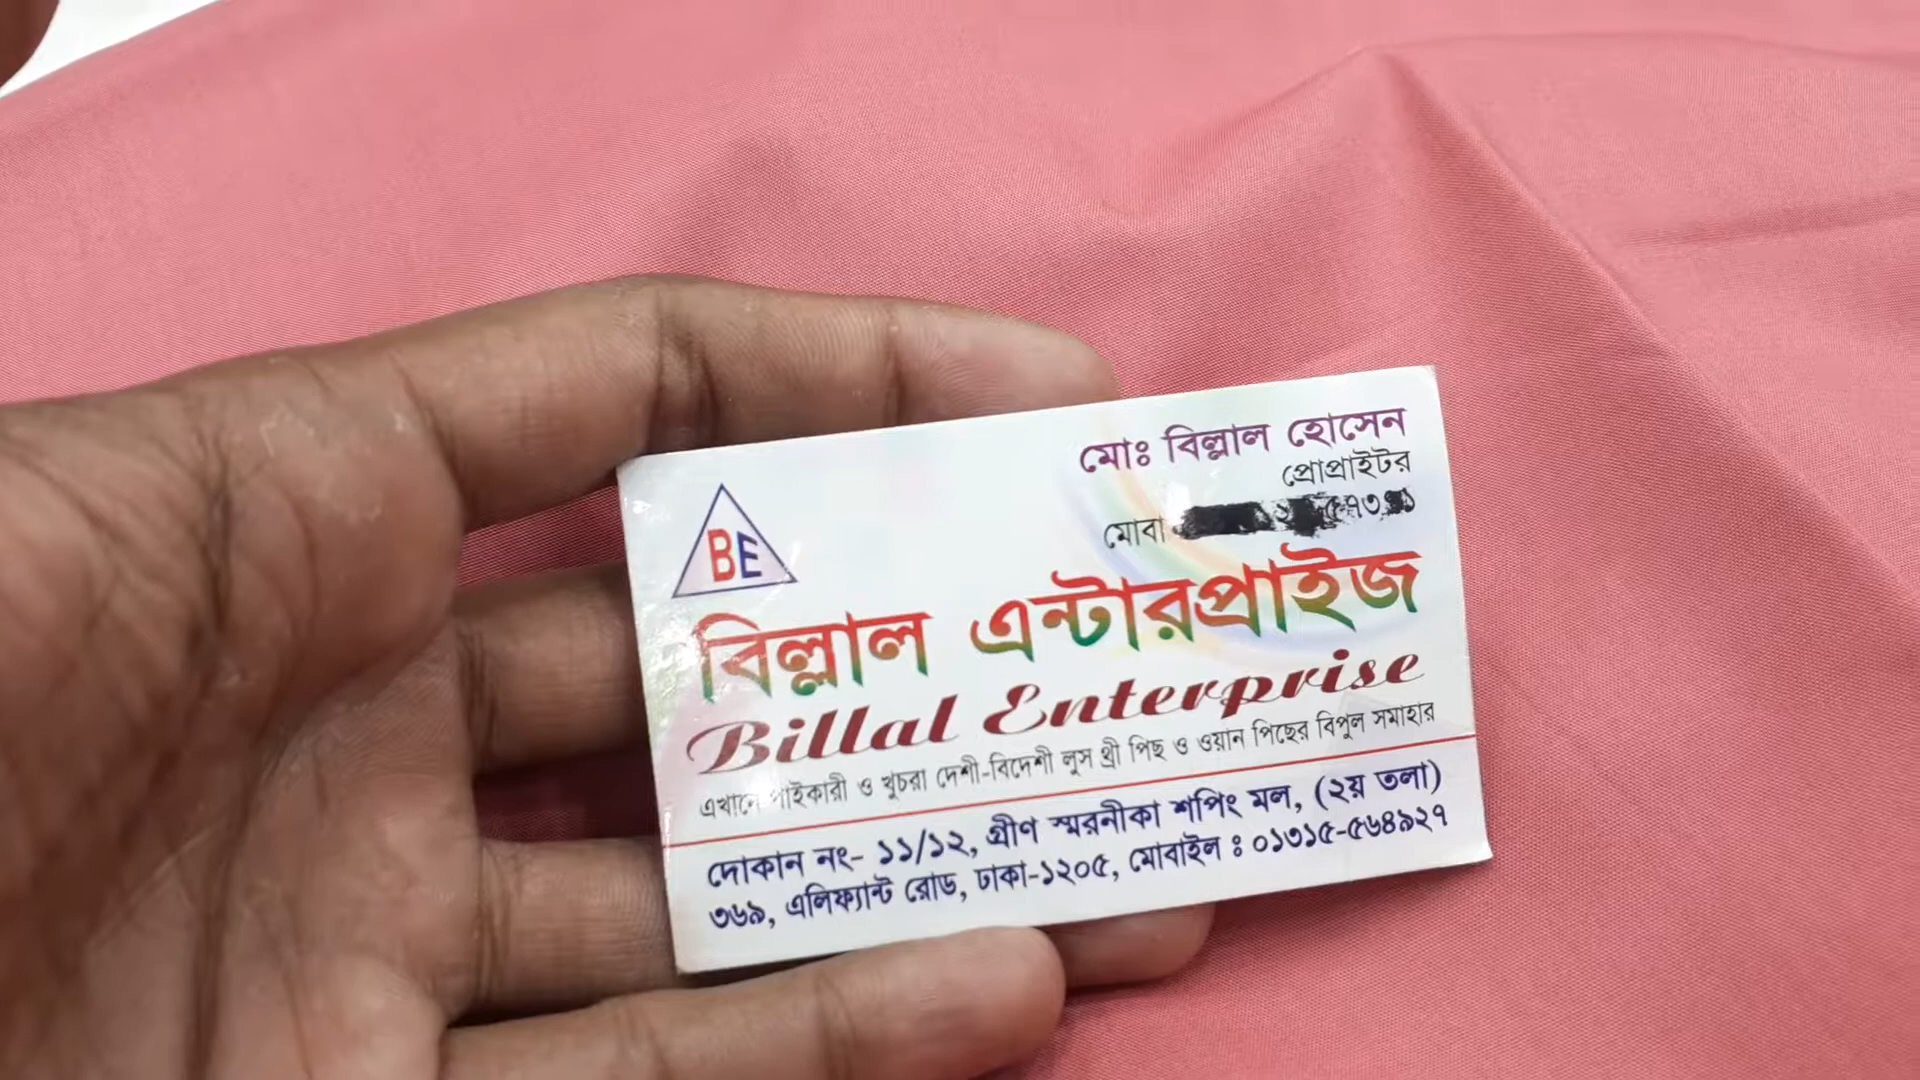 BE
মোঃ বিল্লাল হোসেন
প্রোপ্রাইটর
মোবা
বিল্লাল এন্টারপ্রাইজ
Billal Enterprise
এখানে পাইকারী ও খুচরা দেশী-বিদেশী লুস থ্রী পিছ ও ওয়ান পিছের বিপুল সমাহার
দোকান নং- ১১/১২, গ্রীণ স্মরনীকা শপিং মল, (২য় তলা)
৩৬৯, এলিফ্যান্ট রোড, ঢাকা-১২০৫, মোবাইল ঃ ০১৩১৫-৫৬৪৯২৭